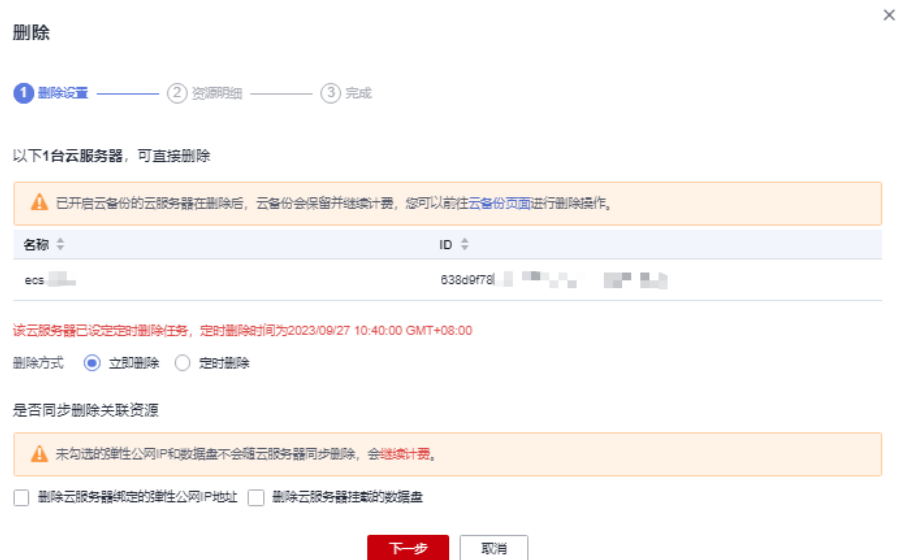 删除
1 删除设置 2 资源明细 3 完成
以下1台云服务器，可直接删除
已开启云备份的云服务器在删除后，云备份会保留并继续计费，您可以前往云备份页面进行删除操作。
名称 ID
ecs 638d9f78
该云服务器已设定定时删除任务，定时删除时间为2023/09/27 10:40:00 GMT+08:00
删除方式 立即删除 定时删除
是否同步删除关联资源
未勾选的弹性公网IP和数据盘不会随云服务器同步删除，会继续计费。
删除云服务器绑定的弹性公网IP地址 删除云服务器挂载的数据盘
下一步 取消